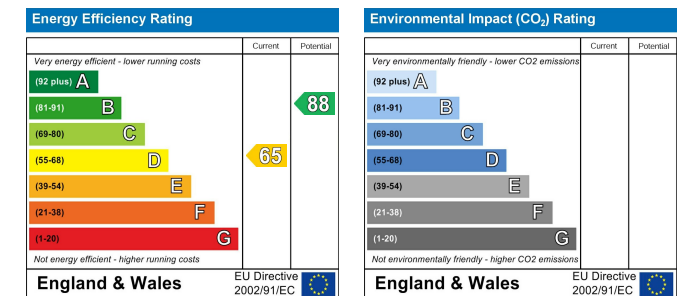 Energy Efficiency Rating
Current Potential
Very energy efficient - lower running costs
(92 plus) A
(81-91) B
88
(69-80) C
(55-68) D
65
(39-54) E
(21-38) F
(1-20) G
Not energy efficient - higher running costs
England & Wales
EU Directive
2002/91/EC
Environmental Impact (CO2) Rating
Current Potential
Very environmentally friendly - lower CO2 emissions
(92 plus) A
(81-91) B
(69-80) C
(55-68) D
(39-54) E
(21-38) F
(1-20) G
Not environmentally friendly - higher CO2 emissions
England & Wales
EU Directive
2002/91/EC